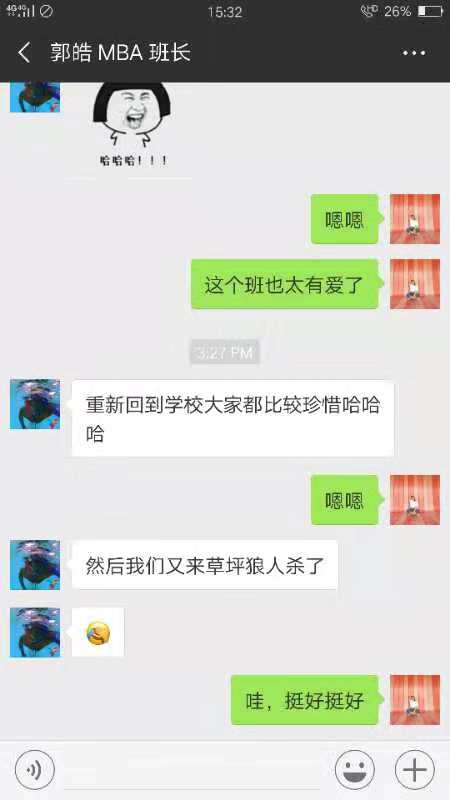 4G 4G 15:32 HD 26%
郭皓 MBA 班长
哈哈哈！！！
嗯嗯
这个班也太有爱了
3:27 PM
重新回到学校大家都比较珍惜哈哈
哈
嗯嗯
然后我们又来草坪狼人杀了
哇，挺好挺好